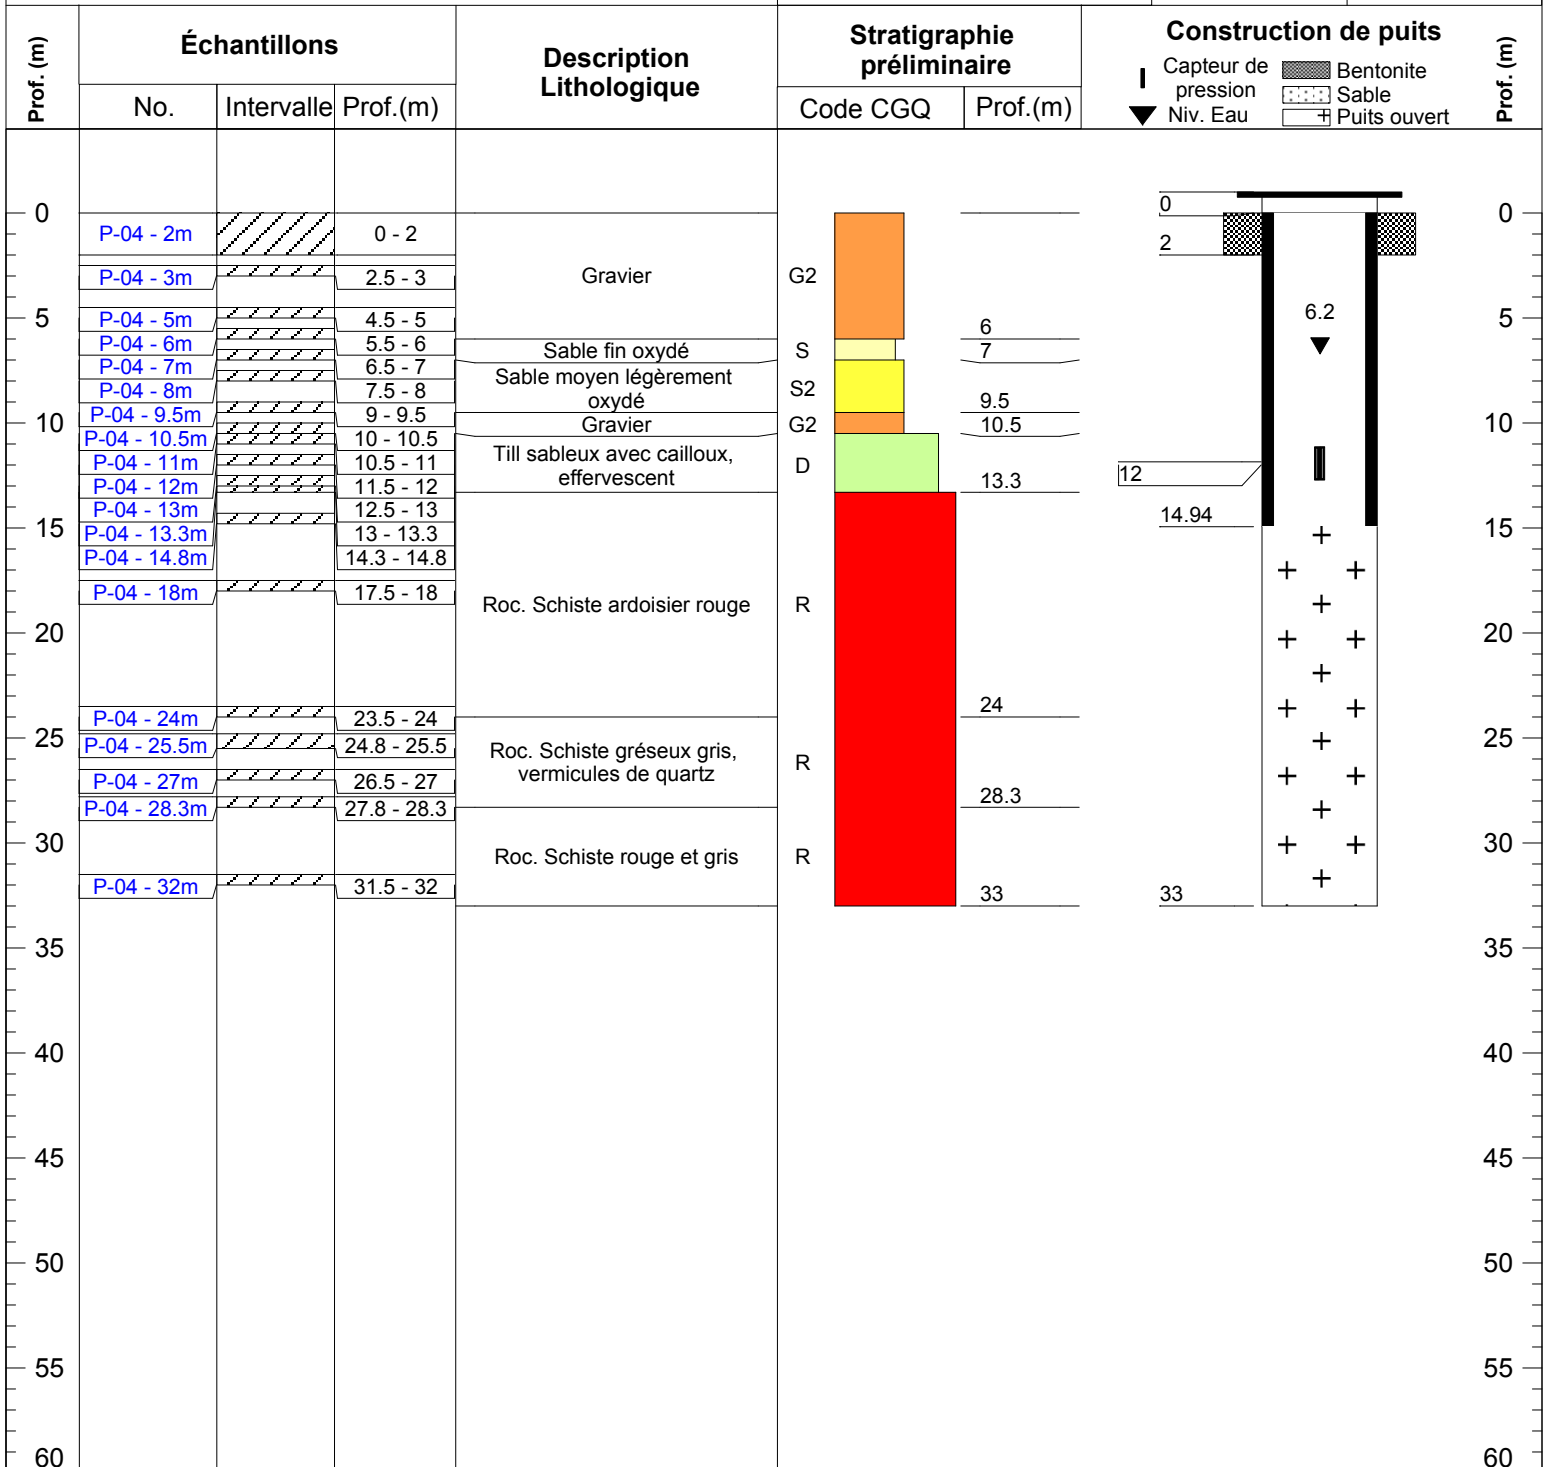 Prof. (m)
Échantillons
No.
Intervalle
Prof.(m)
Description
Lithologique
Stratigraphie
préliminaire
Code CGQ
Prof.(m)
Construction de puits
Capteur de
pression
Niv. Eau
Bentonite
Sable
Puits ouvert
Prof. (m)
0
5
10
15
20
25
30
35
40
45
50
55
60
P-04 - 2m 0 - 2
P-04 - 3m 2.5 - 3
P-04 - 5m 4.5 - 5
P-04 - 6m 5.5 - 6
P-04 - 7m 6.5 - 7
P-04 - 8m 7.5 - 8
P-04 - 9.5m 9 - 9.5
P-04 - 10.5m 10 - 10.5
P-04 - 11m 10.5 - 11
P-04 - 12m 11.5 - 12
P-04 - 13m 12.5 - 13
P-04 - 13.3m 13 - 13.3
P-04 - 14.8m 14.3 - 14.8
P-04 - 18m 17.5 - 18
P-04 - 24m 23.5 - 24
P-04 - 25.5m 24.8 - 25.5
P-04 - 27m 26.5 - 27
P-04 - 28.3m 27.8 - 28.3
P-04 - 32m 31.5 - 32
Gravier
Sable fin oxydé
Sable moyen légèrement
oxydé
Gravier
Till sableux avec cailloux,
effervescent
Roc. Schiste ardoisier rouge
Roc. Schiste gréseux gris,
vermicules de quartz
Roc. Schiste rouge et gris
G2
S
S2
G2
D
R
R
R
6
7
9.5
10.5
13.3
24
28.3
33
0
2
6.2
12
14.94
33
0
5
10
15
20
25
30
35
40
45
50
55
60